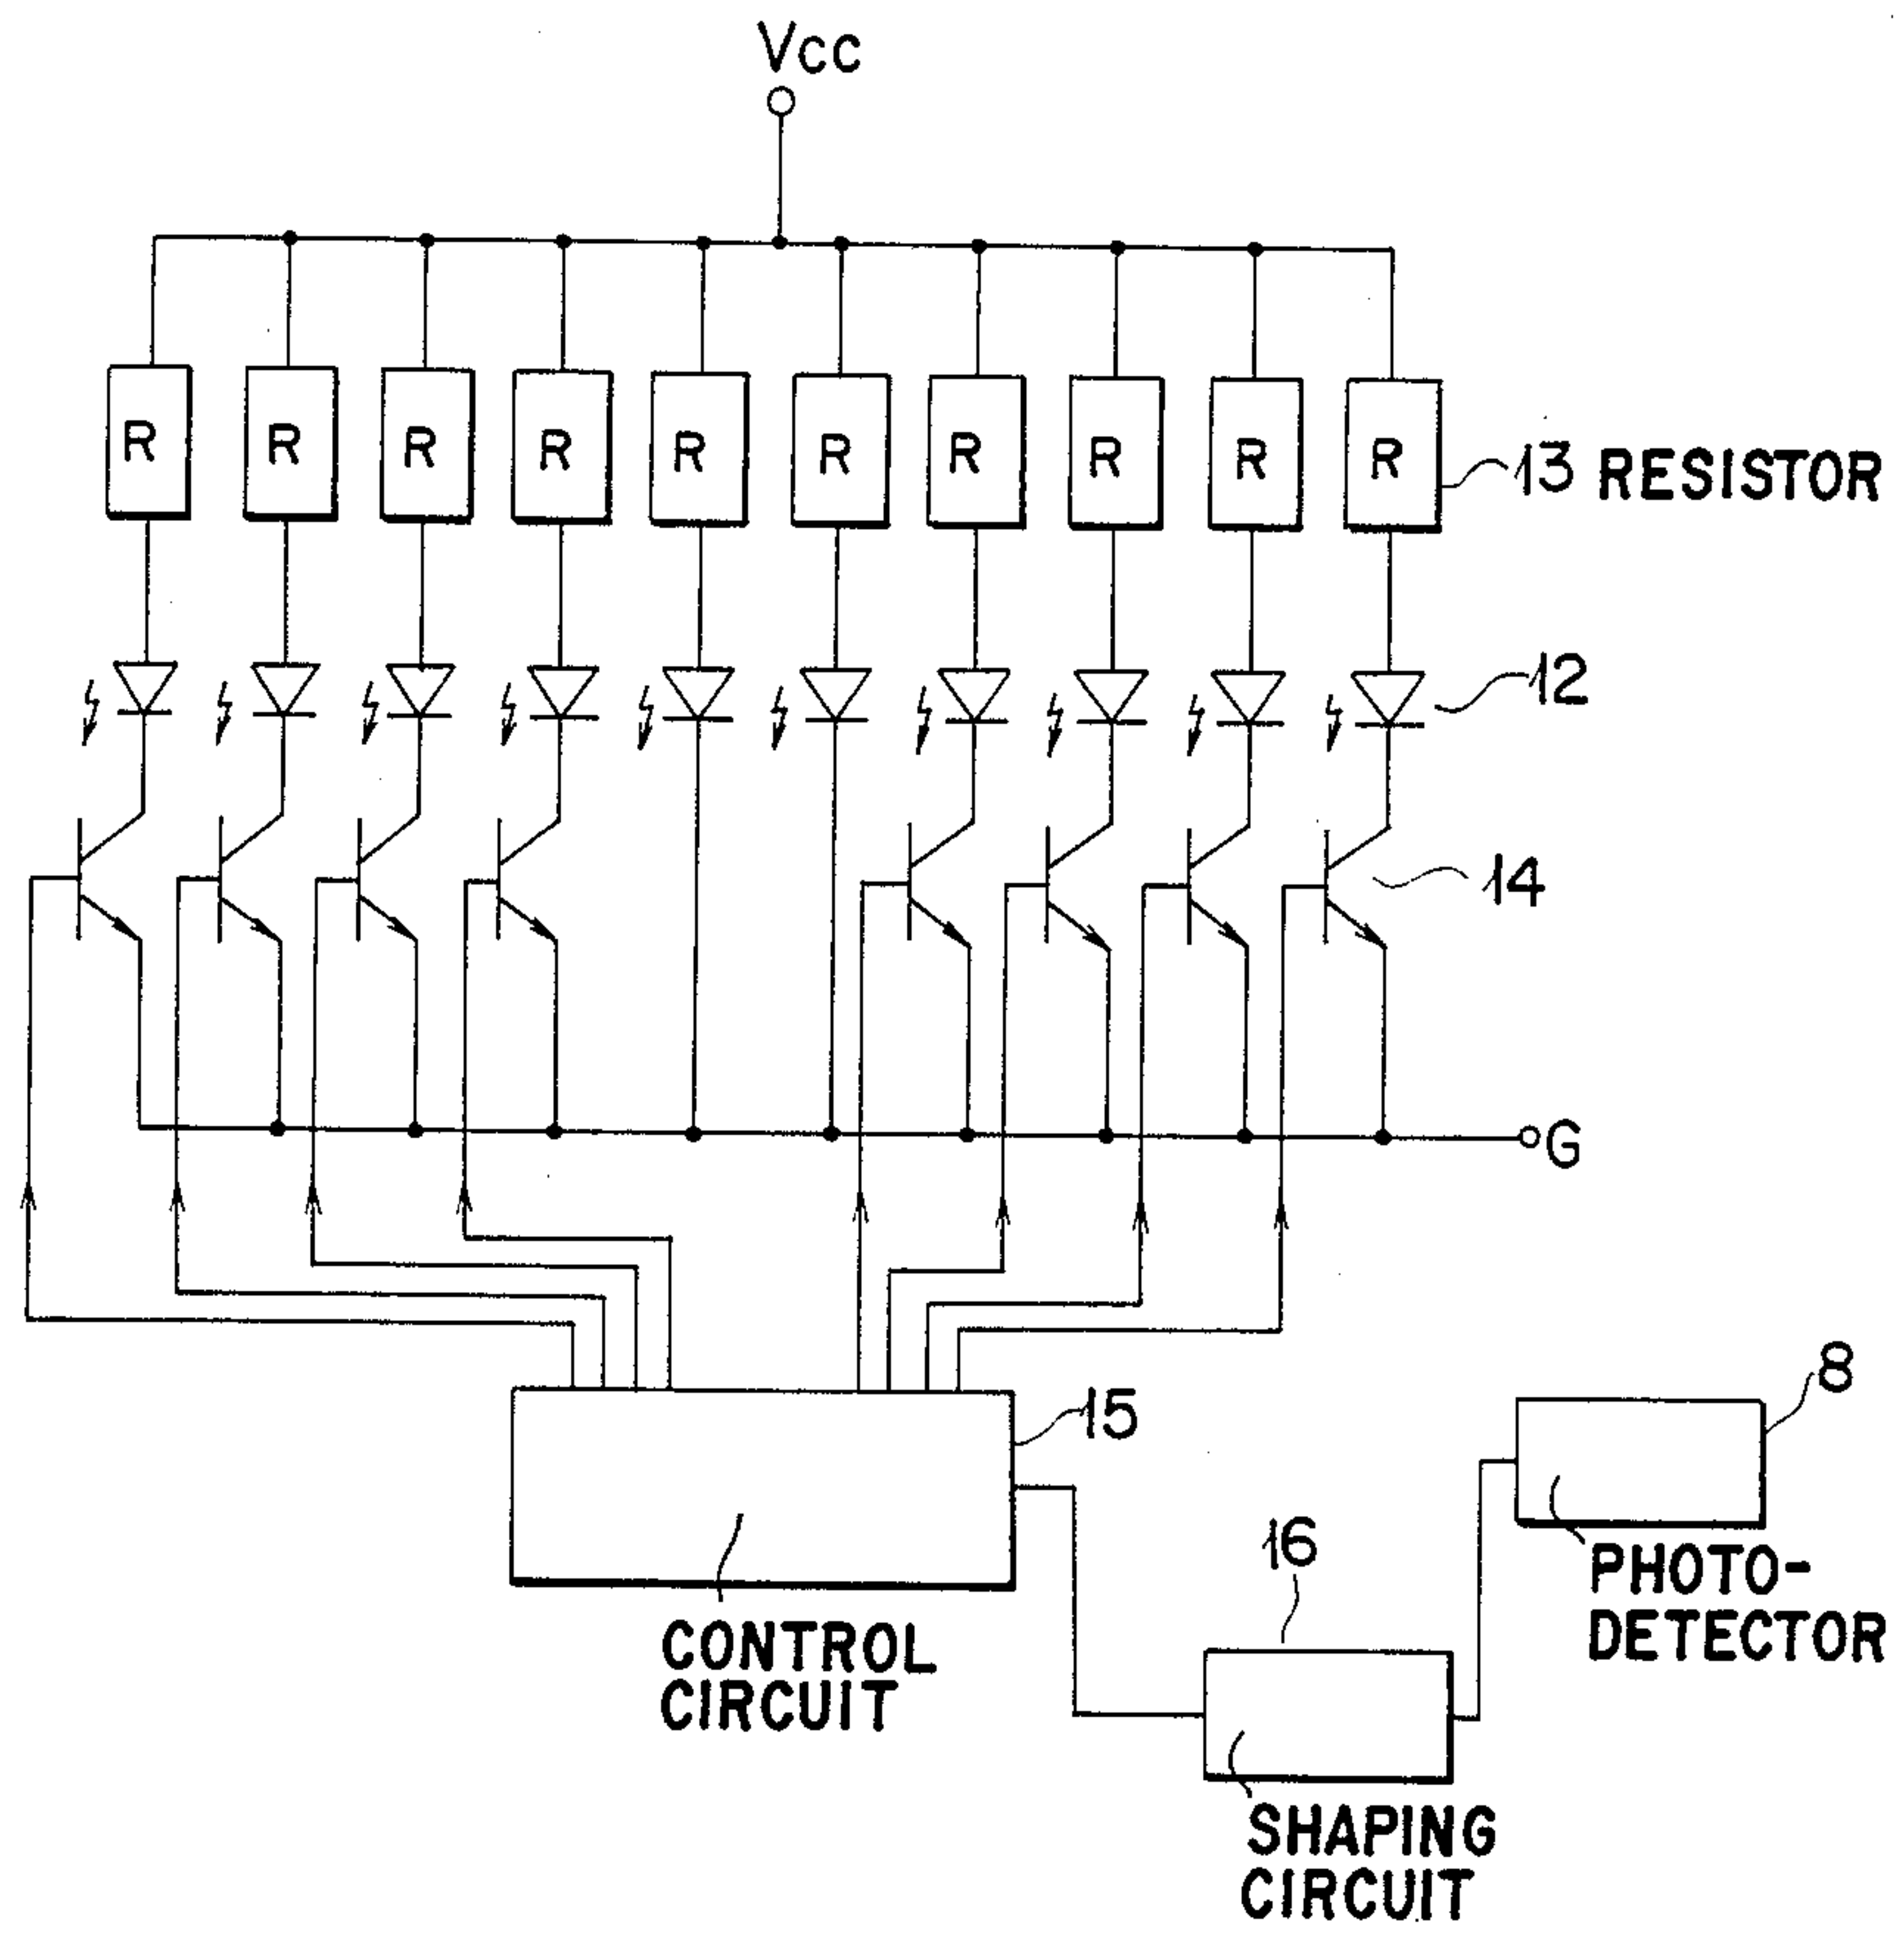 Vcc
R R R R R R R R R R
13 RESISTOR
12
14
G
15
8
CONTROL
CIRCUIT
16
PHOTO-
DETECTOR
SHAPING
CIRCUIT